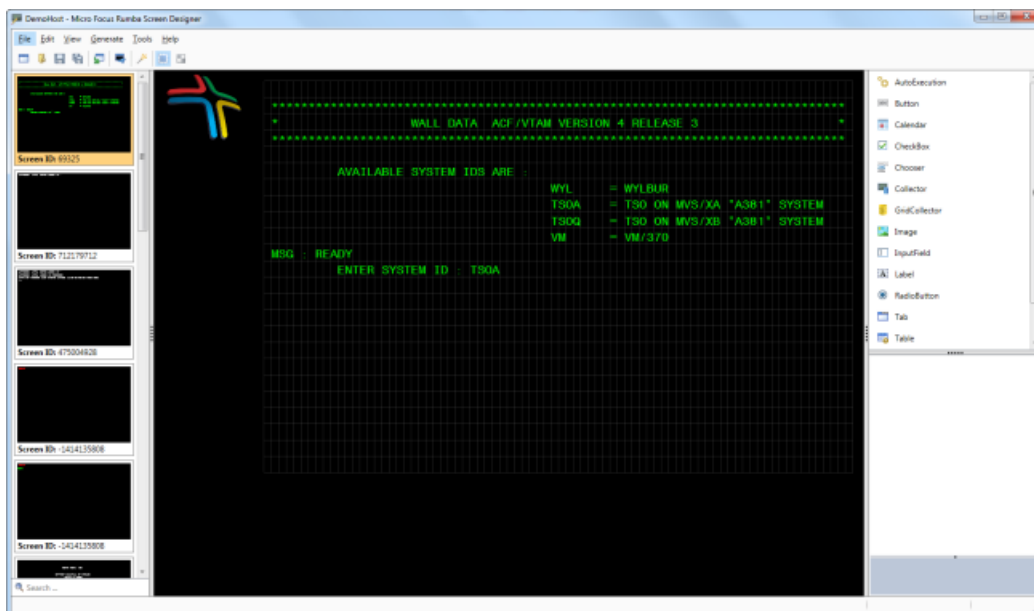 DemoHost - Micro Focus Rumba Screen Designer
File Edit View Generate Tools Help
Screen ID: 69325
Screen ID: 712179712
Screen ID: 475004928
Screen ID: -1414135808
Screen ID: -1414135808
Search ...
****************************************************************************
* WALL DATA ACF/VTAM VERSION 4 RELEASE 3 *
****************************************************************************
AVAILABLE SYSTEM IDS ARE :
WYL = WYLBUR
TSOA = TSO ON MVS/XA "A381" SYSTEM
TSOQ = TSO ON MVS/XB "A381" SYSTEM
VM = VM/370
MSG : READY
ENTER SYSTEM ID : TSOA
AutoExecution
Button
Calendar
CheckBox
Chooser
Collector
GridCollector
Image
InputField
Label
RadioButton
Tab
Table